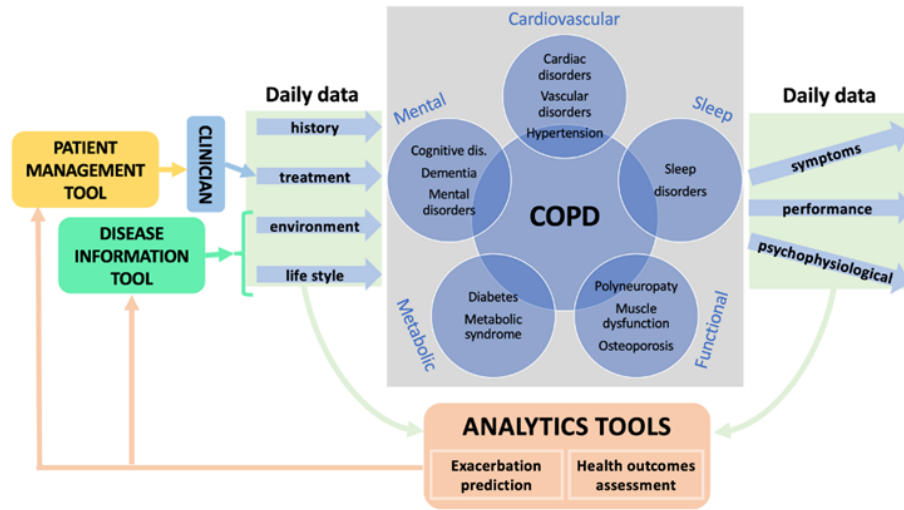 Cardiovascular
Daily data
history
treatment
environment
life style
PATIENT
MANAGEMENT
TOOL
CLINICIAN
DISEASE
INFORMATION
TOOL
Mental
Cognitive dis.
Dementia
Mental
disorders
Cardiac
disorders
Vascular
disorders
Hypertension
Sleep
Sleep
disorders
COPD
Metabolic
Diabetes
Metabolic
syndrome
Polyneuropaty
Muscle
dysfunction
Osteoporosis
Functional
Daily data
symptoms
performance
psychophysiological
ANALYTICS TOOLS
Exacerbation
prediction
Health outcomes
assessment